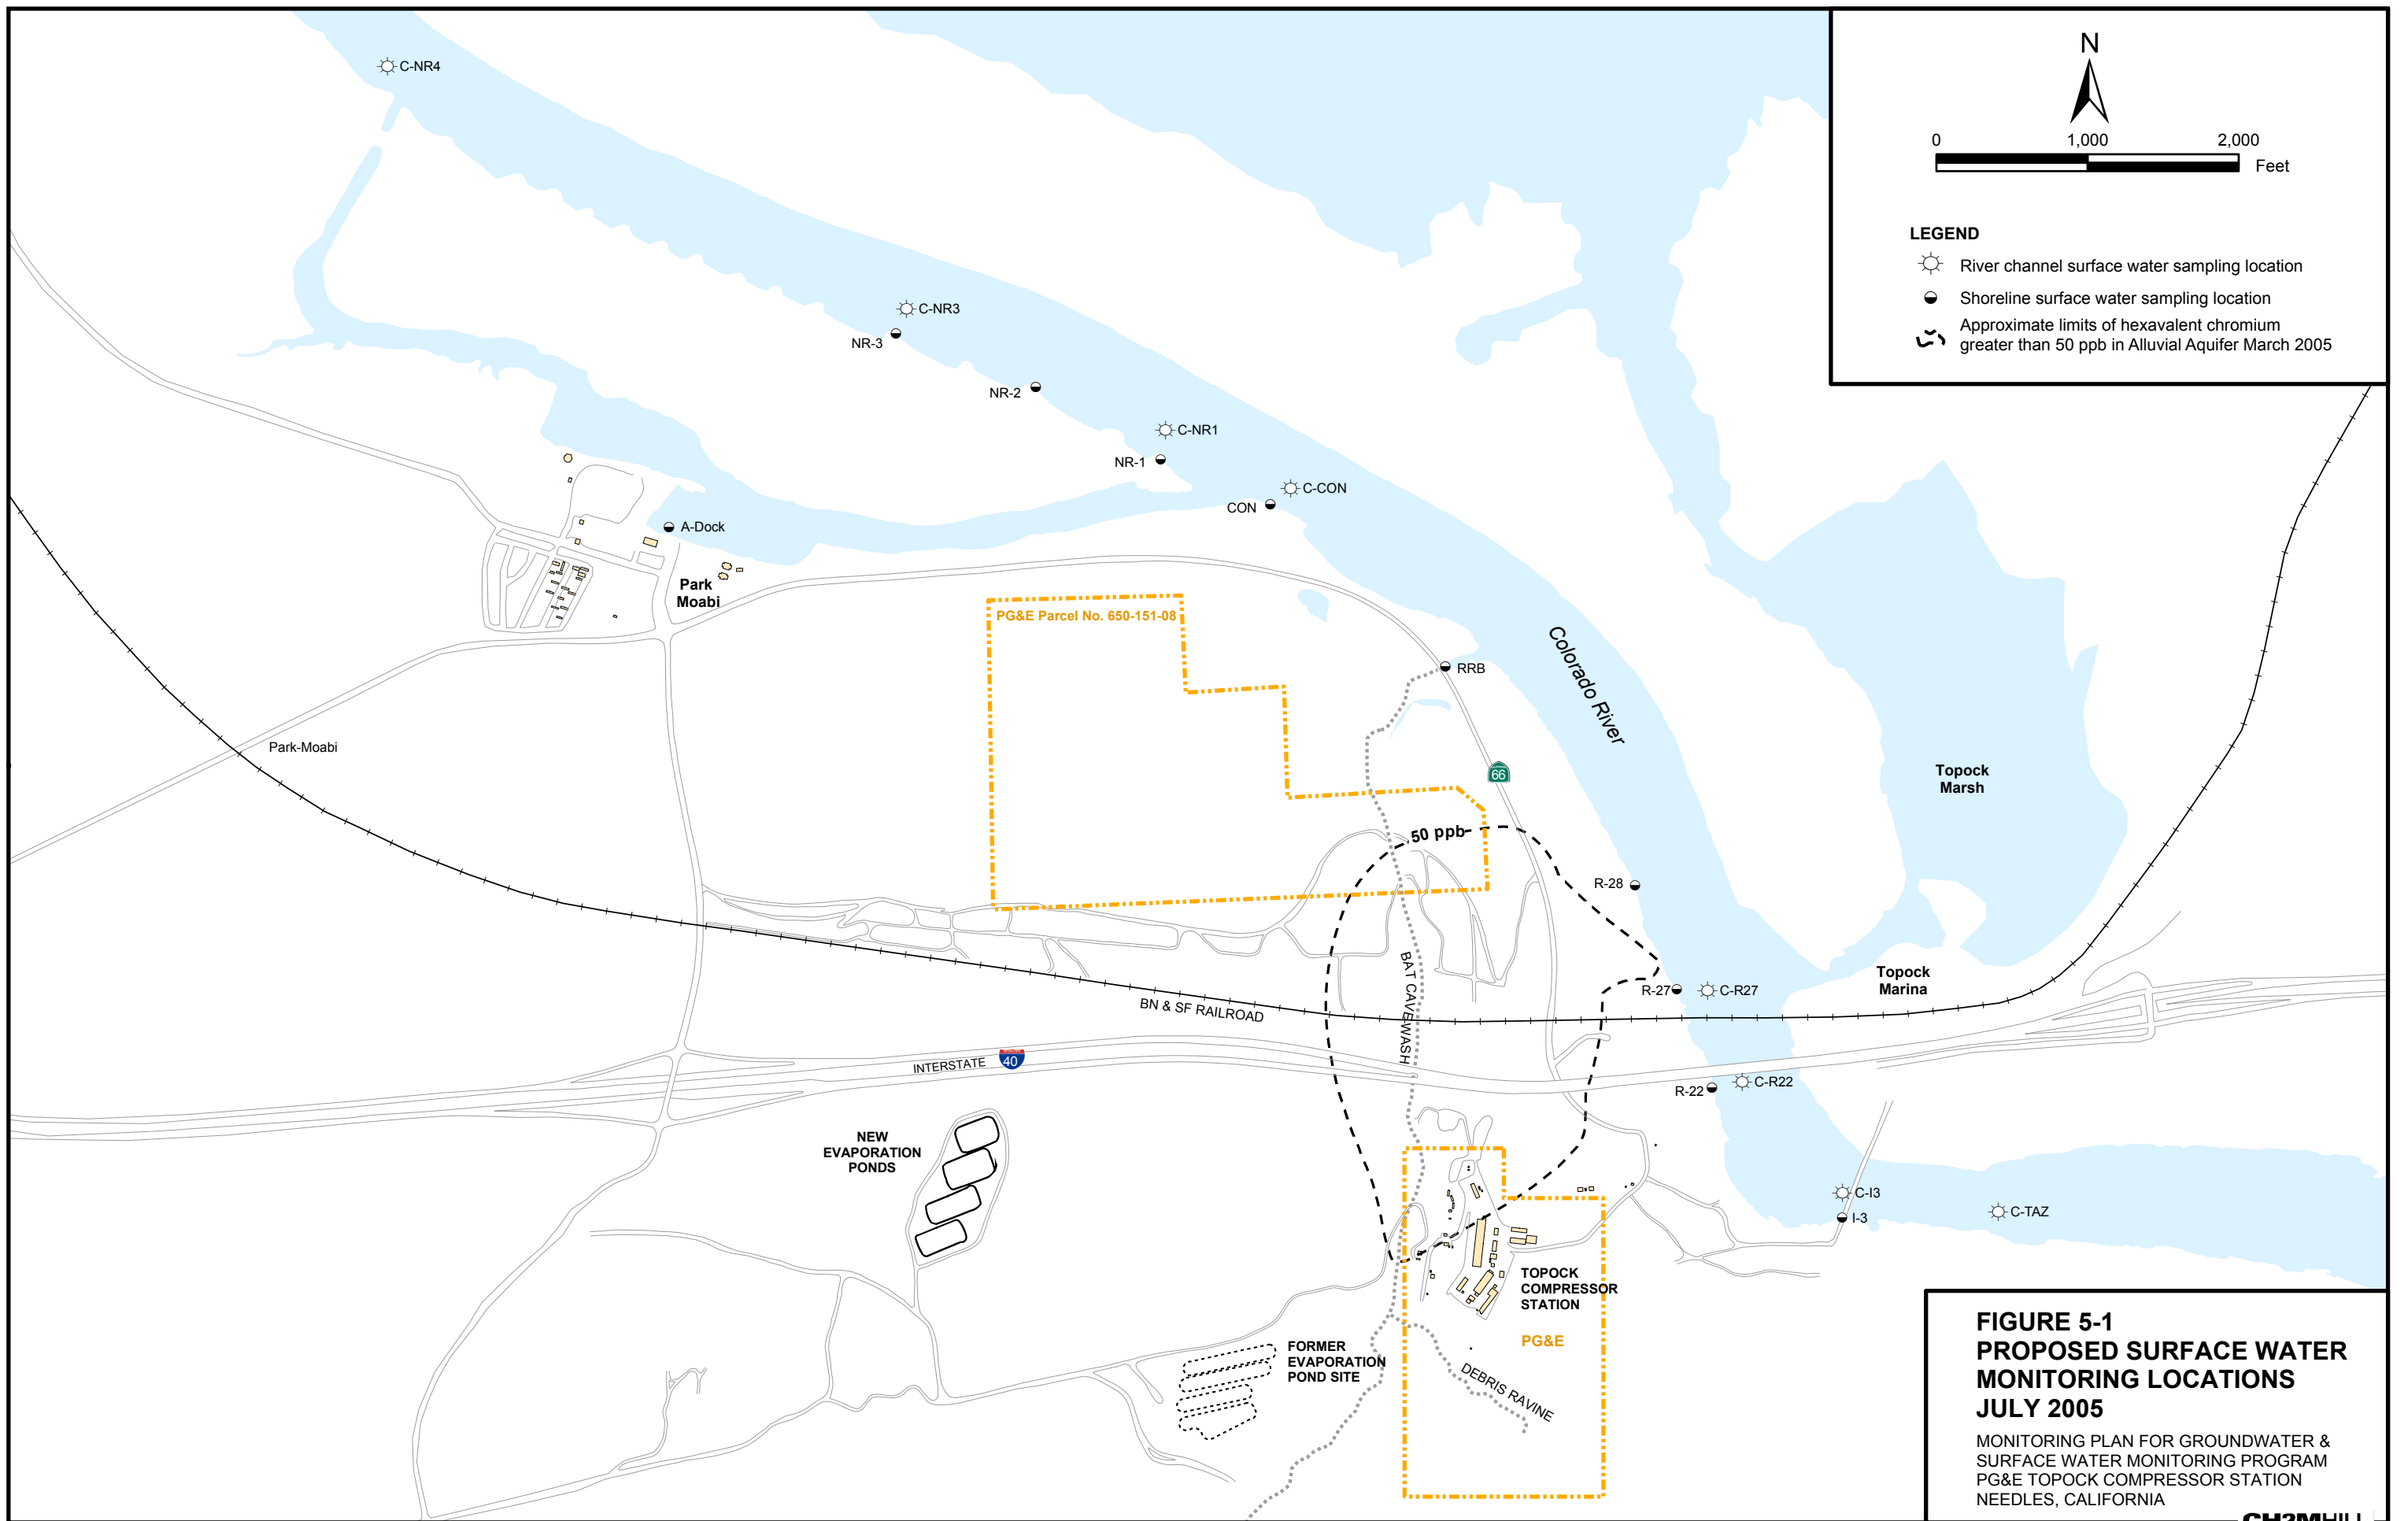 C-NR4
N
0 1,000 2,000
Feet
LEGEND
River channel surface water sampling location
Shoreline surface water sampling location
Approximate limits of hexavalent chromium
greater than 50 ppb in Alluvial Aquifer March 2005
C-NR3
NR-3
NR-2
C-NR1
NR-1
C-CON
CON
A-Dock
Park
Moabi
PG&E Parcel No. 650-151-08
Colorado River
RRB
Park-Moabi
66
Topock
Marsh
50 ppb
R-28
BAT CAVE WASH
Topock
Marina
R-27
C-R27
BN & SF RAILROAD
INTERSTATE
40
R-22
C-R22
NEW
EVAPORATION
PONDS
C-I3
I-3
C-TAZ
TOPOCK
COMPRESSOR
STATION
PG&E
FORMER
EVAPORATION
POND SITE
DEBRIS RAVINE
FIGURE 5-1
PROPOSED SURFACE WATER
MONITORING LOCATIONS
JULY 2005
MONITORING PLAN FOR GROUNDWATER &
SURFACE WATER MONITORING PROGRAM
PG&E TOPOCK COMPRESSOR STATION
NEEDLES, CALIFORNIA
CH2MHILL